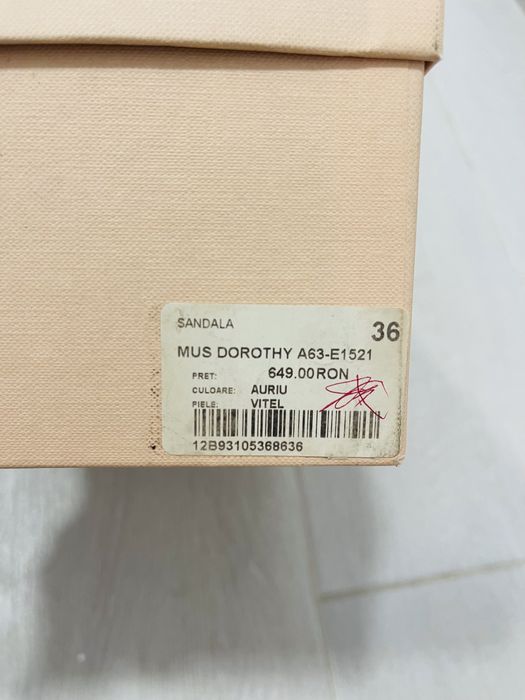 SANDALA 36
MUS DOROTHY A63-E1521
PRET: 649.00RON
CULOARE: AURIU
PIELE: VITEL
12B93105368636